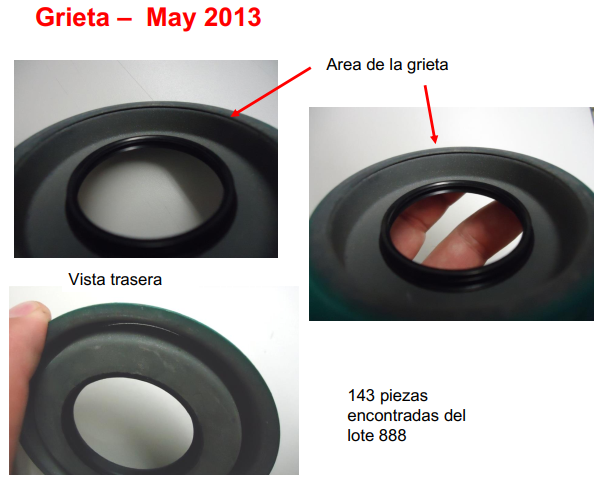 Grieta – May 2013
Area de la grieta
Vista trasera
143 piezas
encontradas del
lote 888